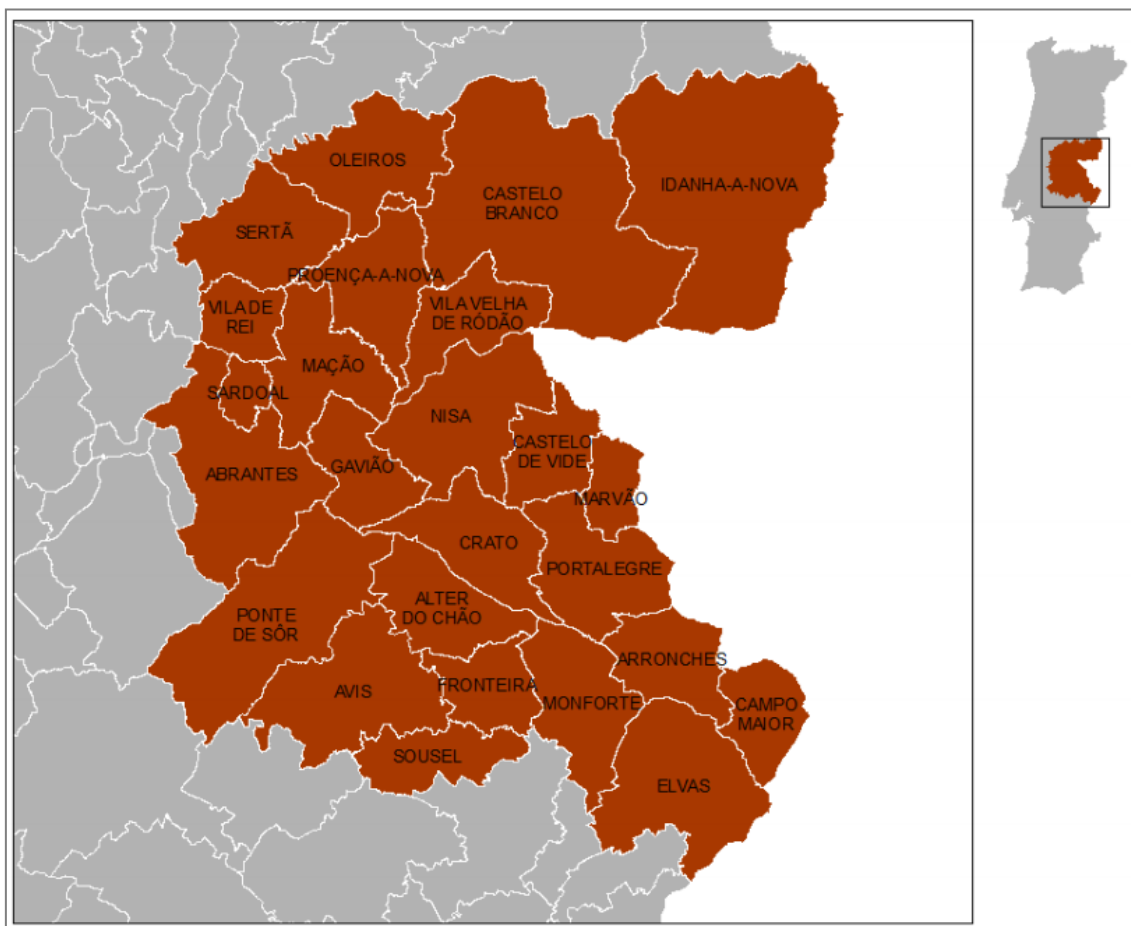 OLEIROS
IDANHA-A-NOVA
CASTELO
BRANCO
SERTÃ
PROENÇA-A-NOVA
VILA DE
REI
VILA VELHA
DE RÓDÃO
MAÇÃO
SARDOAL
NISA
CASTELO
DE VIDE
ABRANTES
GAVIÃO
MARVÃO
CRATO
PORTALEGRE
ALTER
DO CHÃO
PONTE
DE SÔR
ARRONCHES
AVIS
FRONTEIRA
MONFORTE
CAMPO
MAIOR
SOUSEL
ELVAS